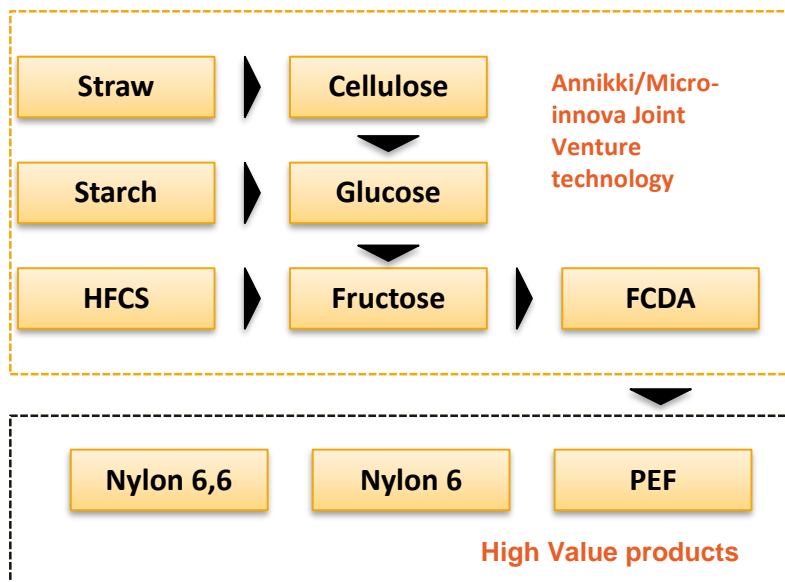 Straw
Cellulose
Annikki/Micro-
innova Joint
Venture
technology
Starch
Glucose
HFCS
Fructose
FCDA
Nylon 6,6
Nylon 6
PEF
High Value products